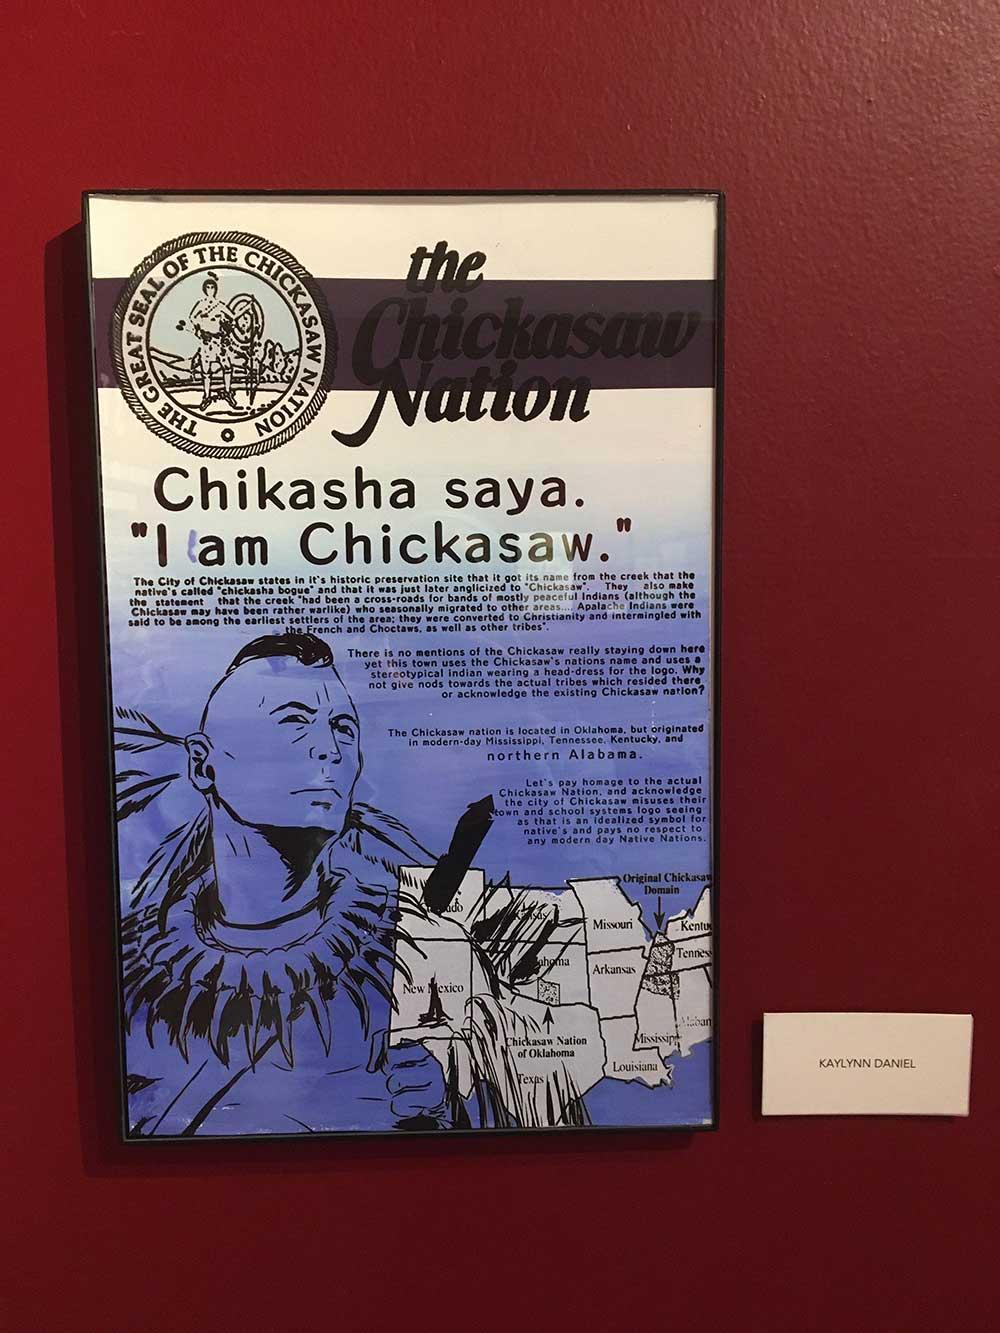 THE GREAT SEAL OF THE CHICKASAW NATION
the
Chickasaw
Nation
Chikasha saya.
"I am Chickasaw."
The City of Chickasaw states in it's historic preservation site that it got its name from the creek that the
native's called "chickasha bogue" and that it was just later anglicized to "Chickasaw". They also make
the statement that the creek "had been a cross-roads for bands of mostly peaceful Indians (although the
Chickasaw may have been rather warlike) who seasonally migrated to other areas.... Apalache Indians were
said to be among the earliest settlers of the area; they were converted to Christianity and intermingled with
the French and Choctaws, as well as other tribes".
There is no mentions of the Chickasaw really staying down here
yet this town uses the Chickasaw's nations name and uses a
stereotypical indian wearing a head-dress for the logo. Why
not give nods towards the actual tribes which resided there
or acknowledge the existing Chickasaw nation?
The Chickasaw nation is located in Oklahoma, but originated
in modern-day Mississippi, Tennessee, Kentucky, and
northern Alabama.
Let's pay homage to the actual
Chickasaw Nation, and acknowledge
the city of Chickasaw misuses their
town and school systems logo seeing
as that is an idealized symbol for
native's and pays no respect to
any modern day Native Nations.
Original Chickasaw
Domain
Missouri
Kentu
Tennes
Arkansas
ahoma
New Mexico
Mississipp
Alaban
Chickasaw Nation
of Oklahoma
Louisiana
Texas
KAYLYNN DANIEL